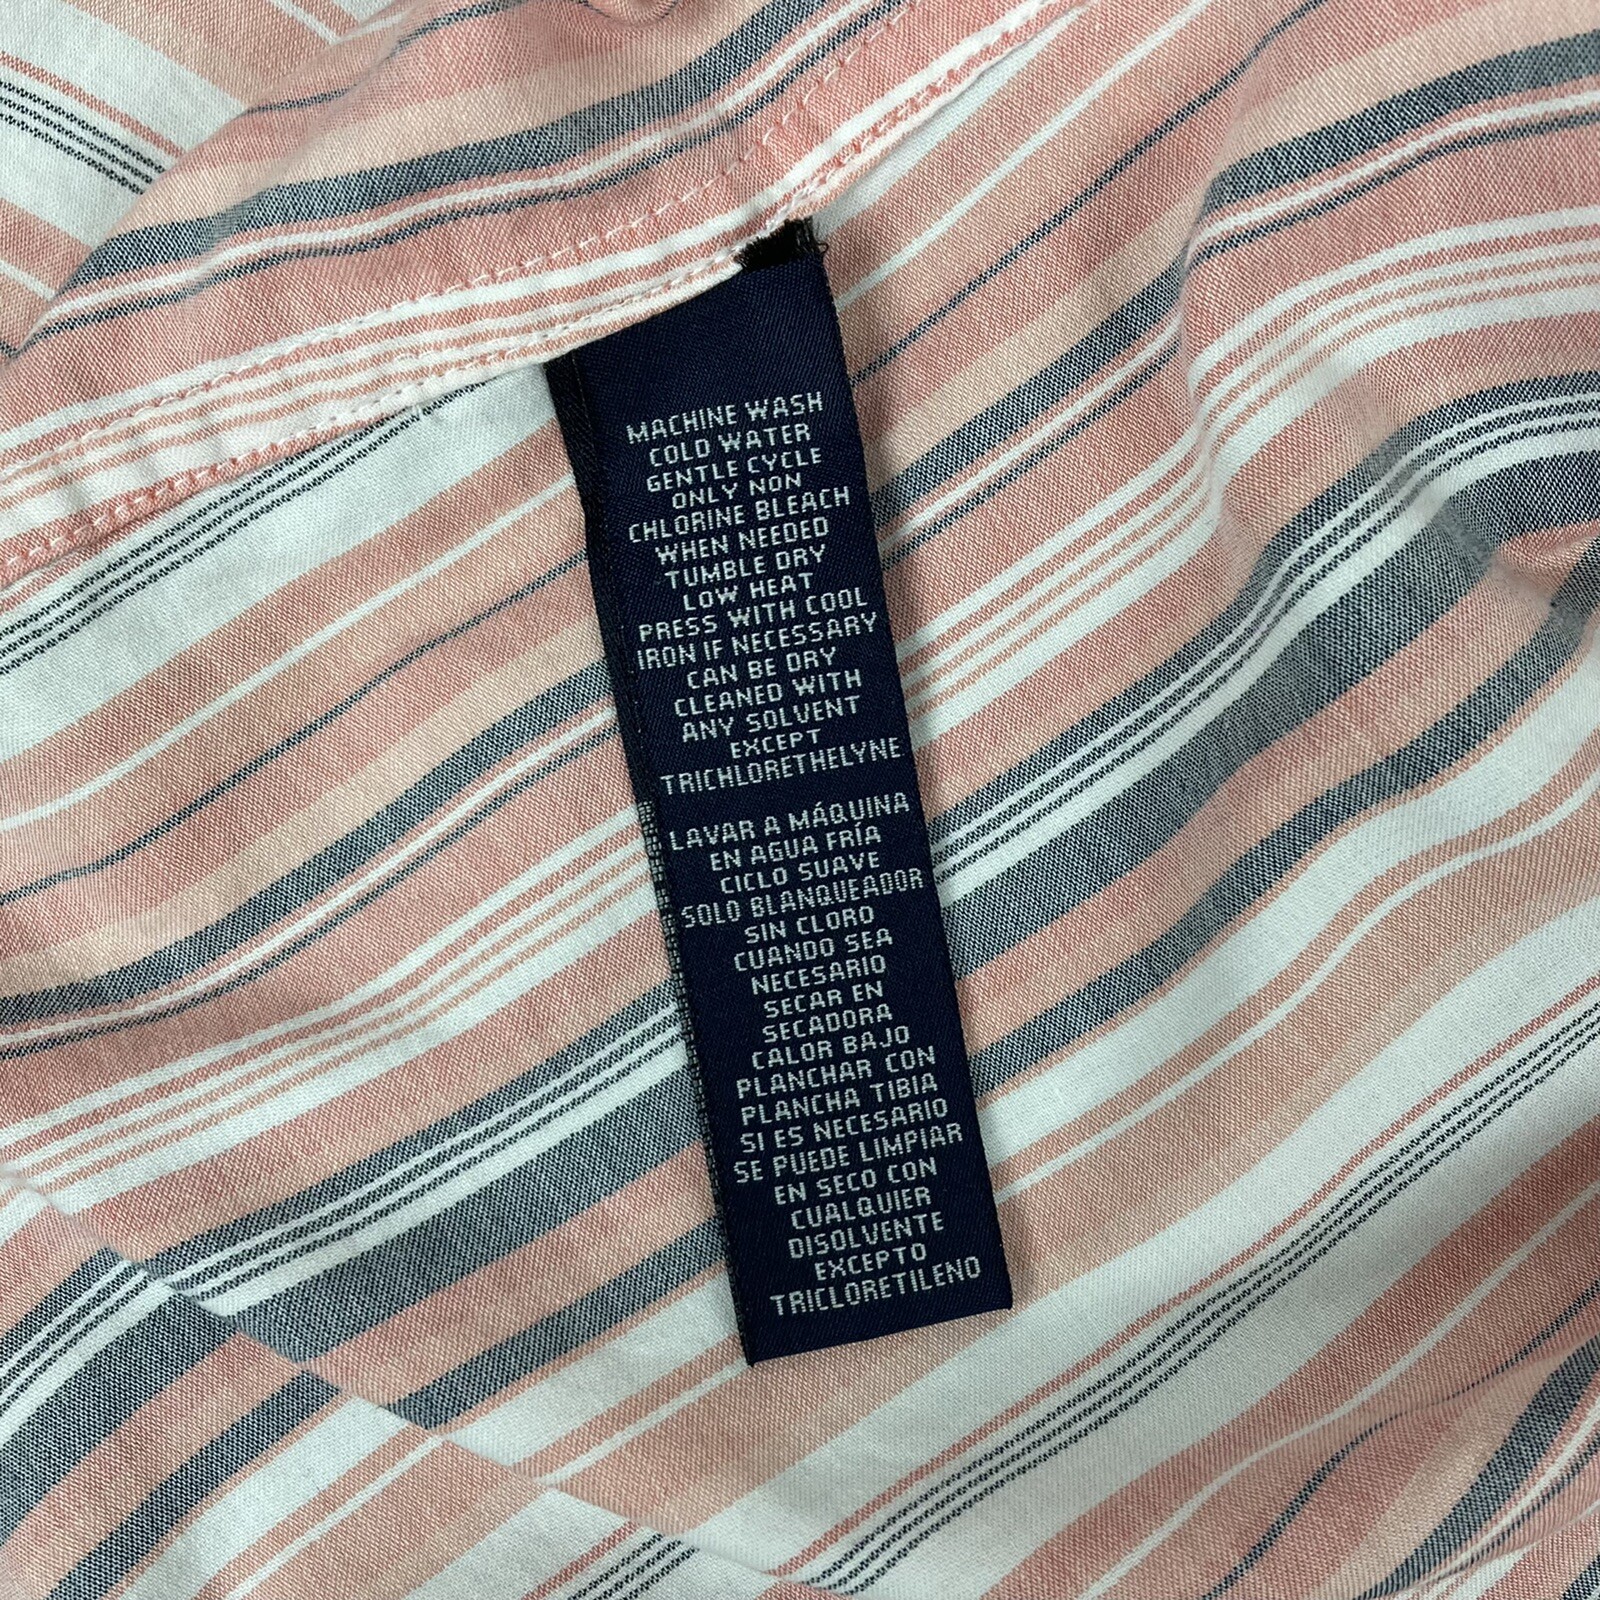 MACHINE WASH
COLD WATER
GENTLE CYCLE
ONLY NON
CHLORINE BLEACH
WHEN NEEDED
TUMBLE DRY
LOW HEAT
PRESS WITH COOL
IRON IF NECESSARY
CAN BE DRY
CLEANED WITH
ANY SOLVENT
EXCEPT
TRICHLORETHELYNE
LAVAR A MÁQUINA
EN AGUA FRÍA
CICLO SUAVE
SOLO BLANQUEADOR
SIN CLORO
CUANDO SEA
NECESARIO
SECAR EN
SECADORA
CALOR BAJO
PLANCHAR CON
PLANCHA TIBIA
SI ES NECESARIO
SE PUEDE LIMPIAR
EN SECO CON
CUALQUIER
DISOLVENTE
EXCEPTO
TRICLORETILENO